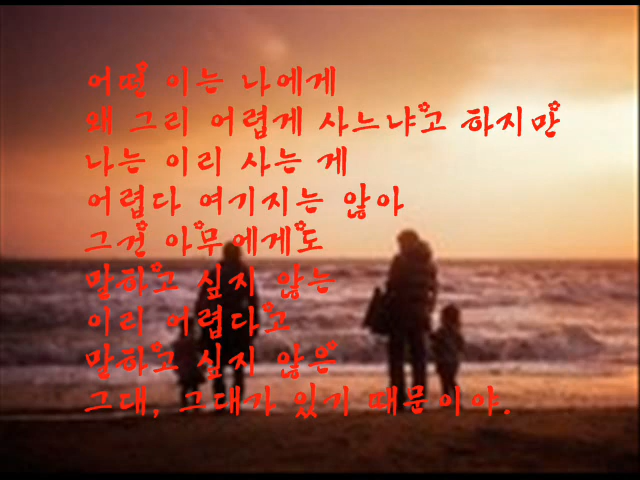 어떤 이는 나에게
왜 그리 어렵게 사느냐고 하지만
나는 이리 사는 게
어렵다 여기지는 않아
그건 아무에게도
말하고 싶지 않는
이리 어렵다고
말하고 싶지 않은
그대, 그대가 있기 때문이야.